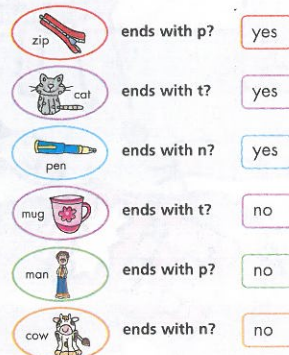 zip ends with p? yes
cat ends with t? yes
pen ends with n? yes
mug ends with t? no
man ends with p? no
cow ends with n? no